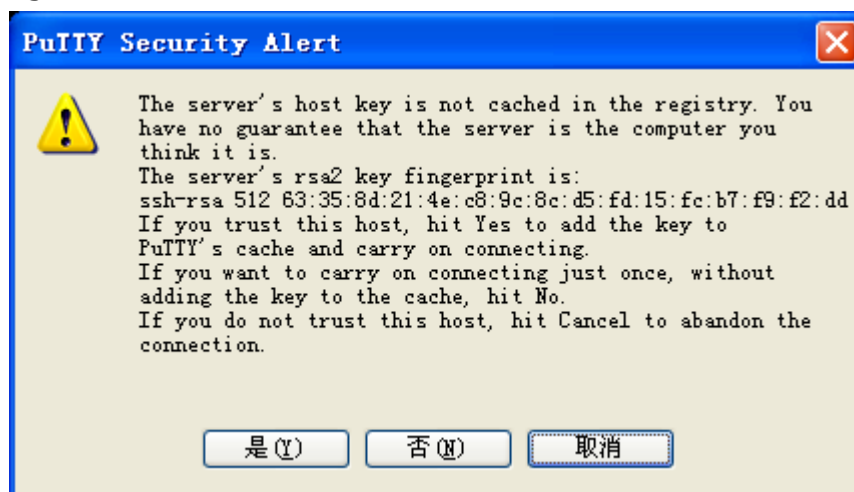 PuTTY Security Alert
The server's host key is not cached in the registry. You
have no guarantee that the server is the computer you
think it is.
The server's rsa2 key fingerprint is:
ssh-rsa 512 63:35:8d:21:4e:c8:9c:8c:d5:fd:15:fc:b7:f9:f2:dd
If you trust this host, hit Yes to add the key to
PuTTY's cache and carry on connecting.
If you want to carry on connecting just once, without
adding the key to the cache, hit No.
If you do not trust this host, hit Cancel to abandon the
connection.
是(Y) 否(N) 取消